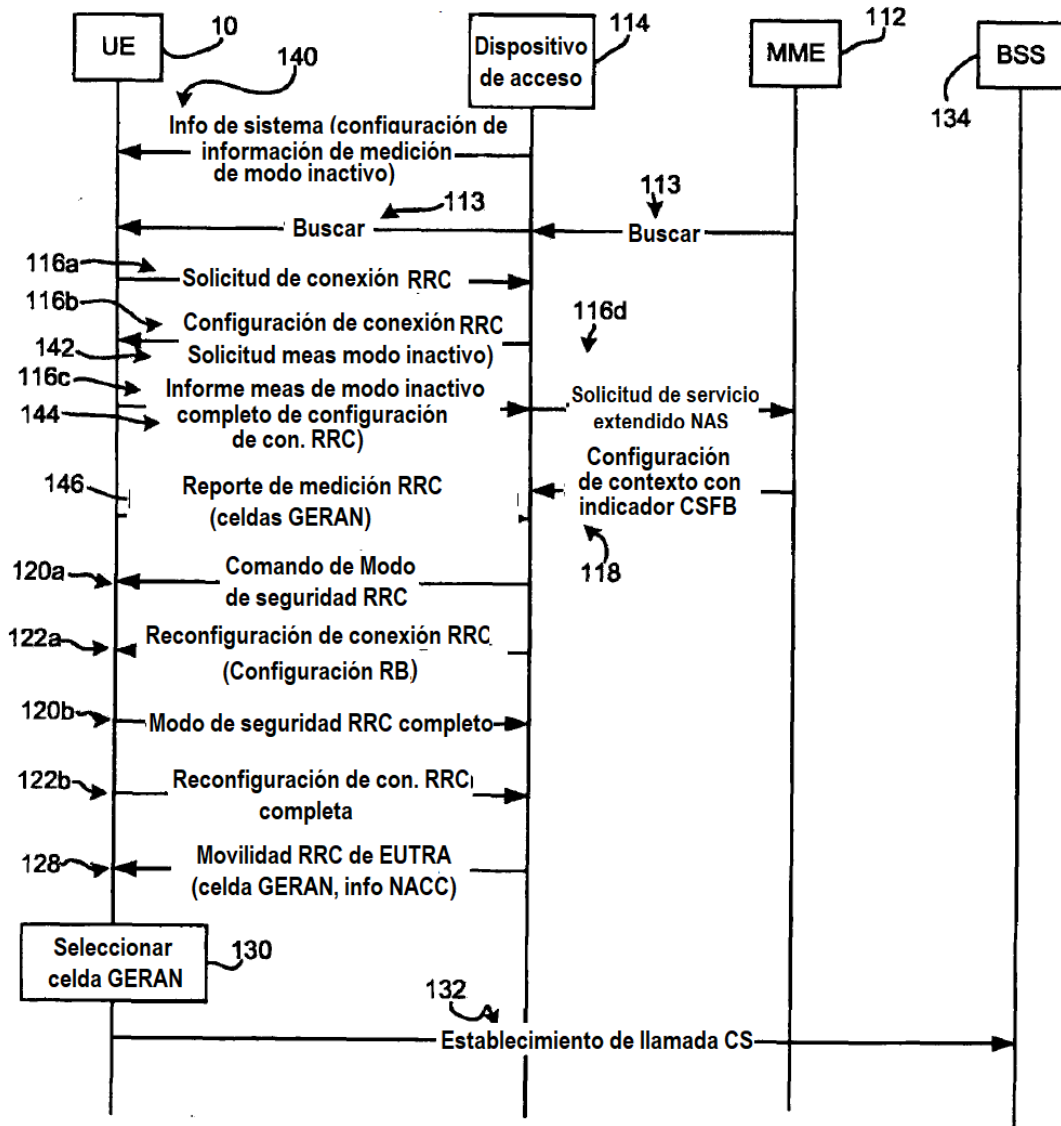 UE
10
Dispositivo
de acceso
114
MME
112
BSS
134
140
Info de sistema (configuración de
información de medición
de modo inactivo)
113
Buscar
113
Buscar
116a
Solicitud de conexión RRC
116b
Configuración de conexión RRC
142
Solicitud meas modo inactivo)
116d
116c
Informe meas de modo inactivo
144
completo de configuración
de con. RRC)
Solicitud de servicio
extendido NAS
Configuración
de contexto con
indicador CSFB
146
Reporte de medición RRC
(celdas GERAN)
118
120a
Comando de Modo
de seguridad RRC
122a
Reconfiguración de conexión RRC
(Configuración RB)
120b
Modo de seguridad RRC completo
122b
Reconfiguración de con. RRC
completa
128
Movilidad RRC de EUTRA
(celda GERAN, info NACC)
Seleccionar
celda GERAN
130
132
Establecimiento de llamada CS